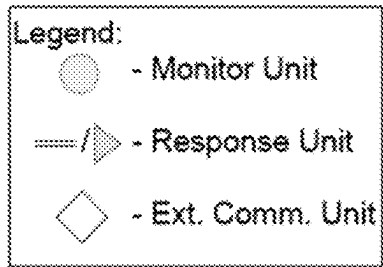 Legend:
- Monitor Unit
/ - Response Unit
- Ext. Comm. Unit